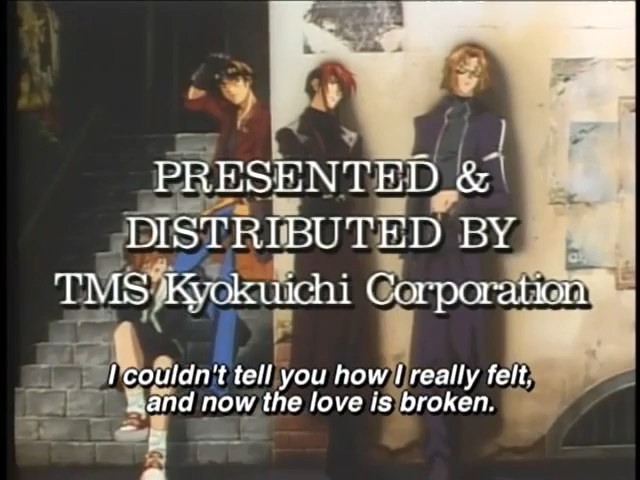 PRESENTED &
DISTRIBUTED BY
TMS Kyokuichi Corporation
I couldn't tell you how I really felt,
and now the love is broken.